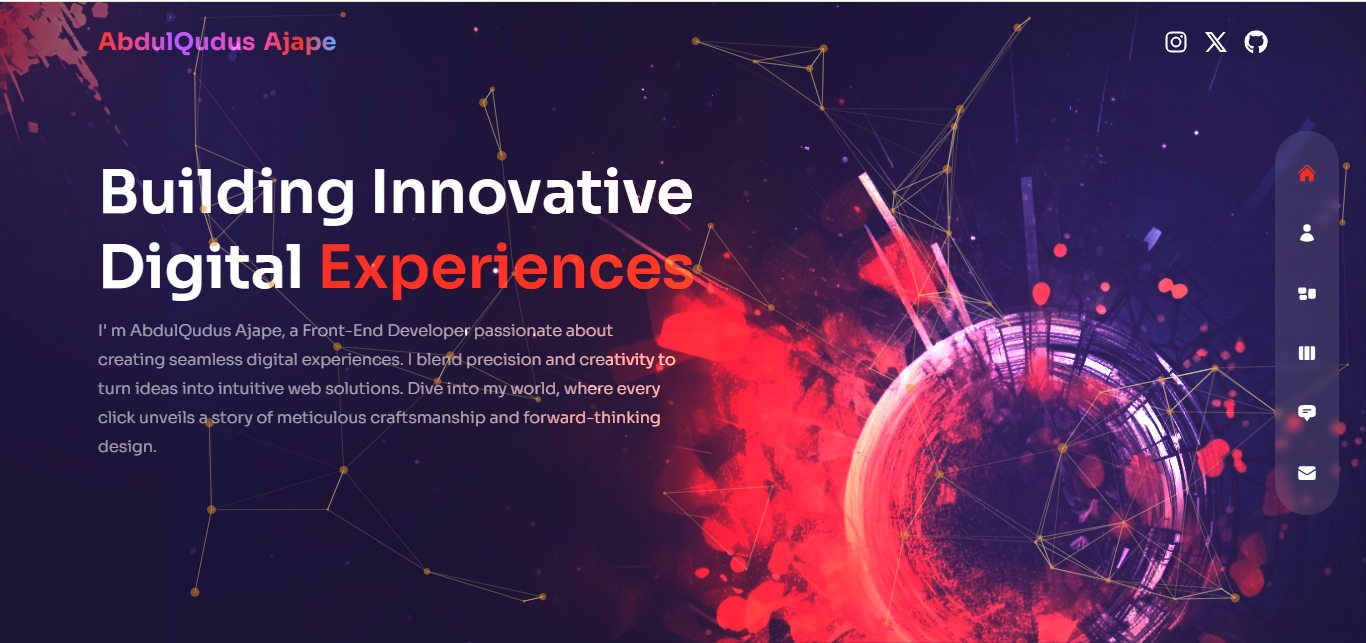 AbdulQudus Ajape
Building Innovative
Digital Experiences
I' m AbdulQudus Ajape, a Front-End Developer passionate about
creating seamless digital experiences. I blend precision and creativity to
turn ideas into intuitive web solutions. Dive into my world, where every
click unveils a story of meticulous craftsmanship and forward-thinking
design.